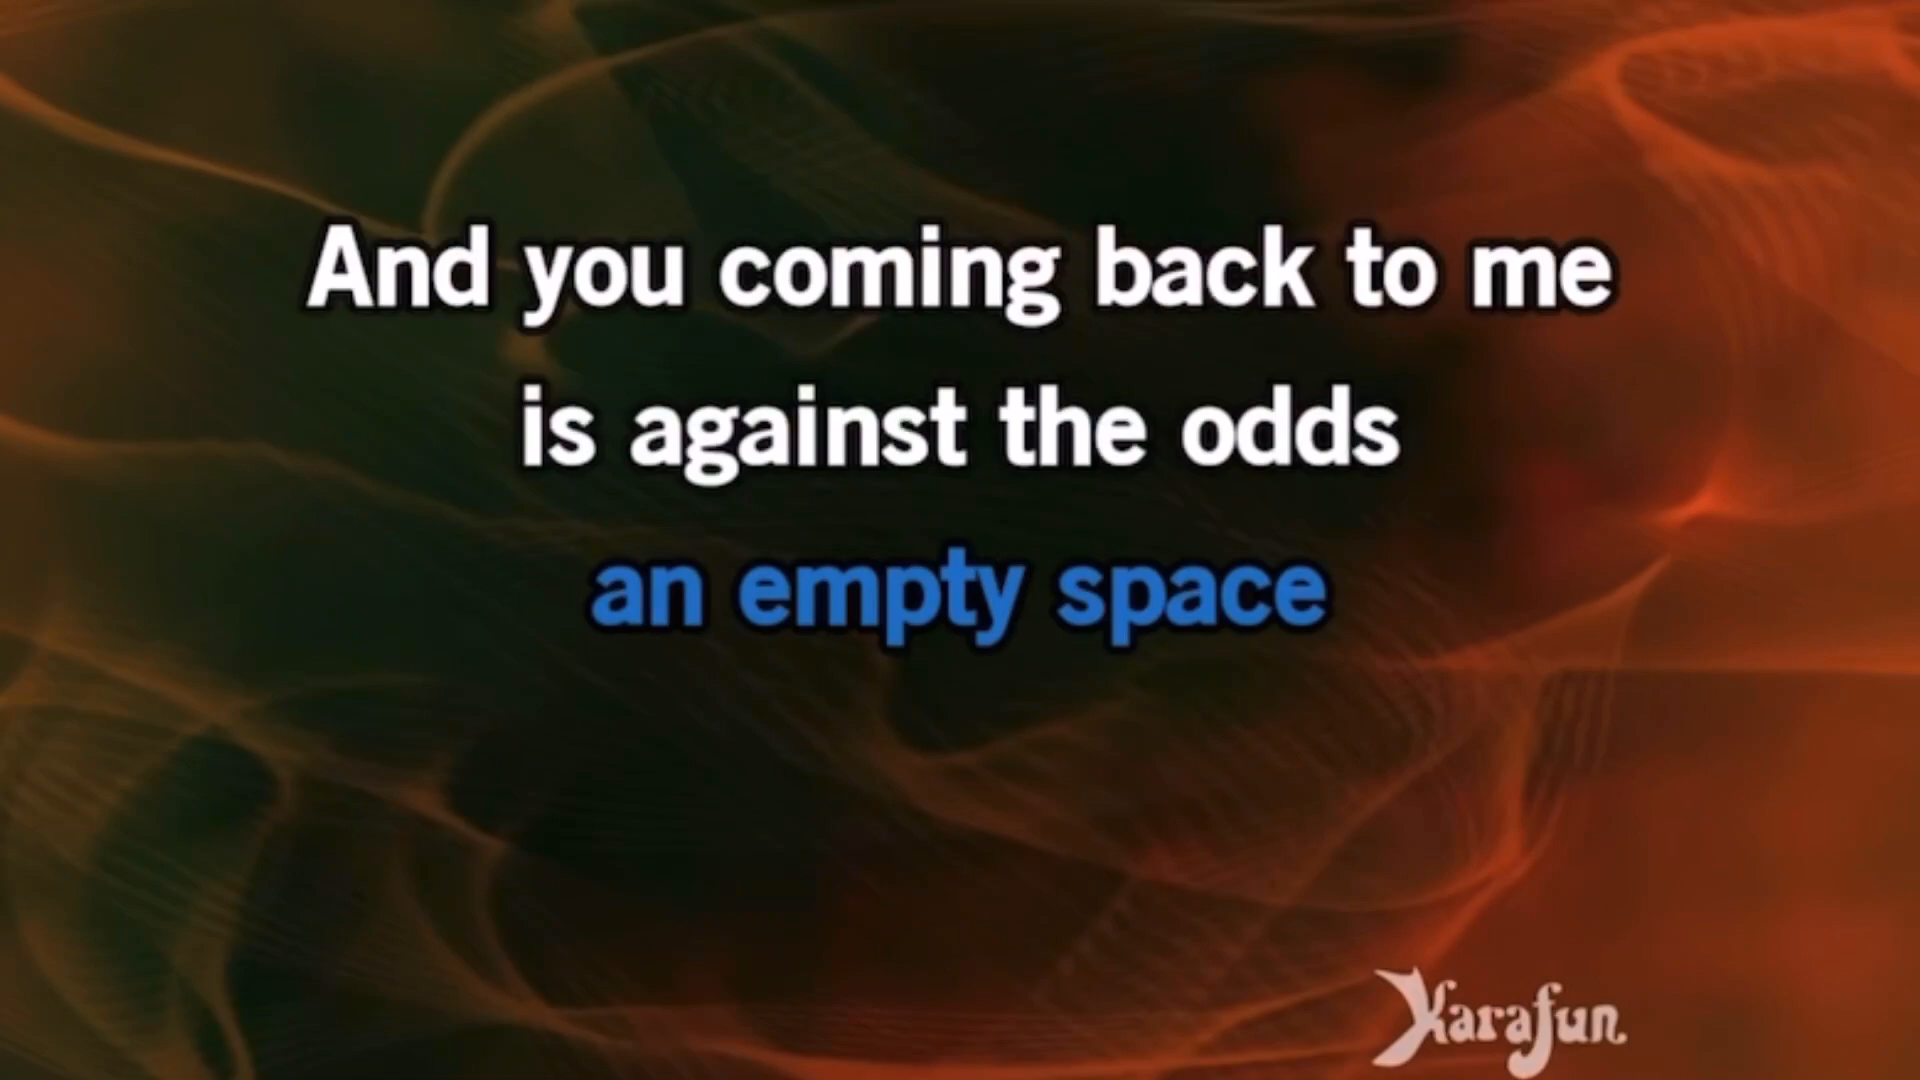 And you coming back to me
is against the odds
an empty space
Karafun